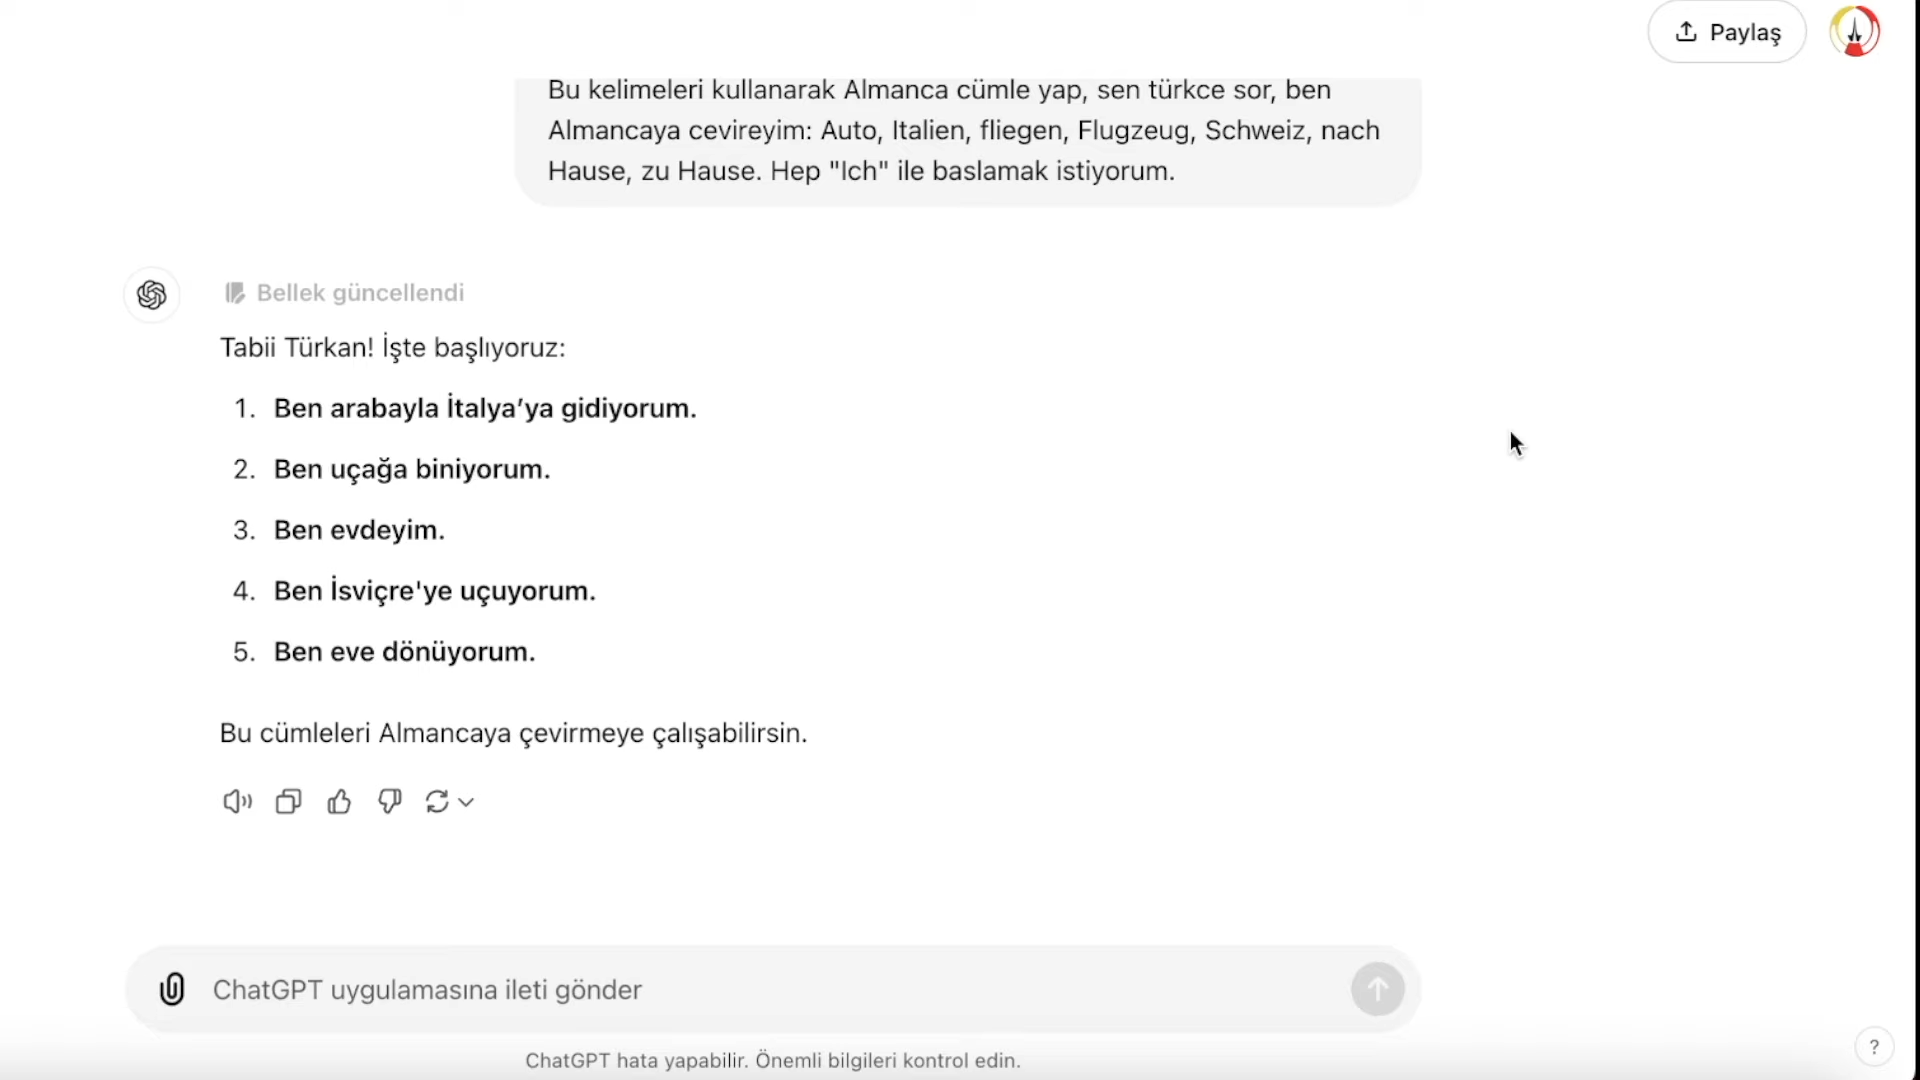 Paylaş
Bu kelimeleri kullanarak Almanca cümle yap, sen türkce sor, ben
Almancaya cevireyim: Auto, Italien, fliegen, Flugzeug, Schweiz, nach
Hause, zu Hause. Hep "Ich" ile baslamak istiyorum.
Bellek güncellendi
Tabii Türkan! İşte başlıyoruz:
1. Ben arabayla İtalya’ya gidiyorum.
2. Ben uçağa biniyorum.
3. Ben evdeyim.
4. Ben İsviçre'ye uçuyorum.
5. Ben eve dönüyorum.
Bu cümleleri Almancaya çevirmeye çalışabilirsin.
ChatGPT uygulamasına ileti gönder
ChatGPT hata yapabilir. Önemli bilgileri kontrol edin.
?